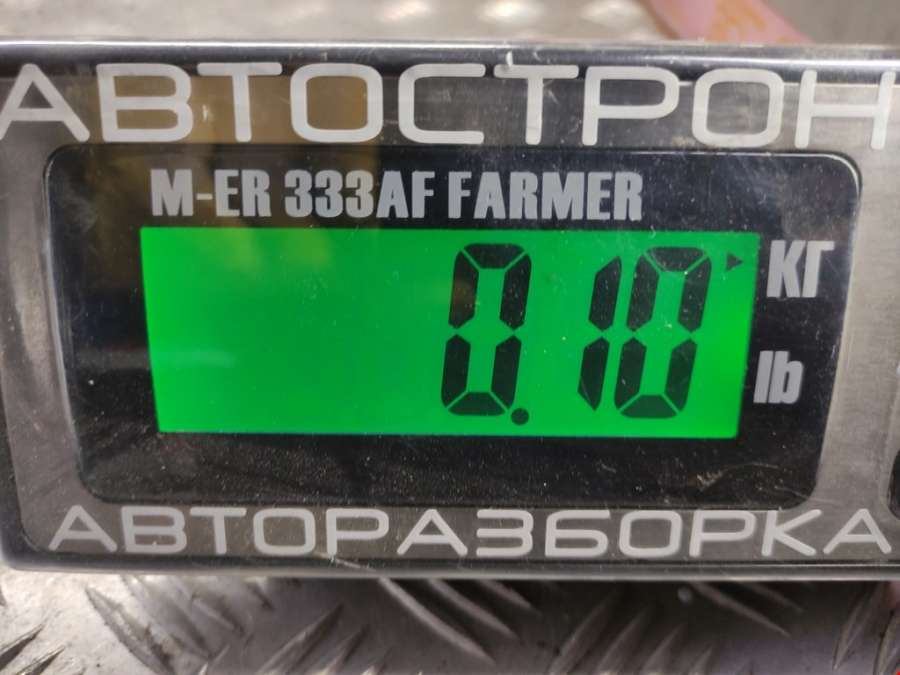 АВТОСТРОН
M-ER 333AF FARMER
0.10
КГ
lb
АВТОРАЗБОРКА